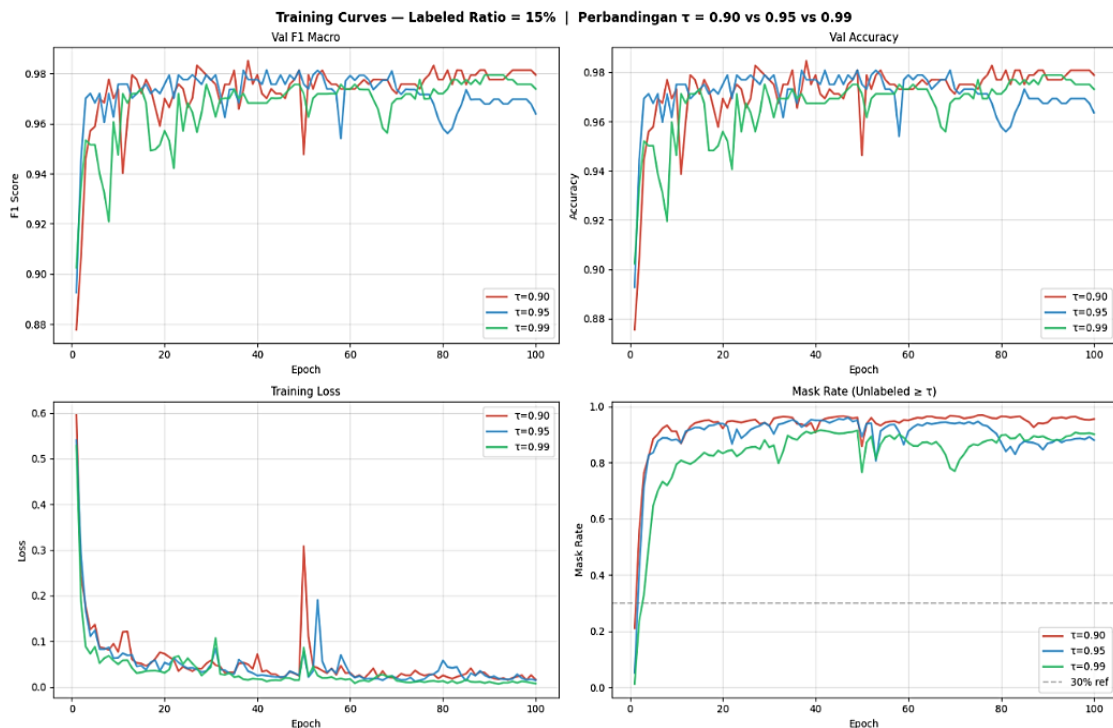 Training Curves — Labeled Ratio = 15% | Perbandingan τ = 0.90 vs 0.95 vs 0.99
Val F1 Macro
F1 Score
0.98
0.96
0.94
0.92
0.90
0.88
0
20
40
60
80
100
Epoch
τ=0.90
τ=0.95
τ=0.99
Val Accuracy
Accuracy
0.98
0.96
0.94
0.92
0.90
0.88
0
20
40
60
80
100
Epoch
τ=0.90
τ=0.95
τ=0.99
Training Loss
Loss
0.6
0.5
0.4
0.3
0.2
0.1
0.0
0
20
40
60
80
100
Epoch
τ=0.90
τ=0.95
τ=0.99
Mask Rate (Unlabeled ≥ τ)
Mask Rate
1.0
0.8
0.6
0.4
0.2
0.0
0
20
40
60
80
100
Epoch
τ=0.90
τ=0.95
τ=0.99
30% ref